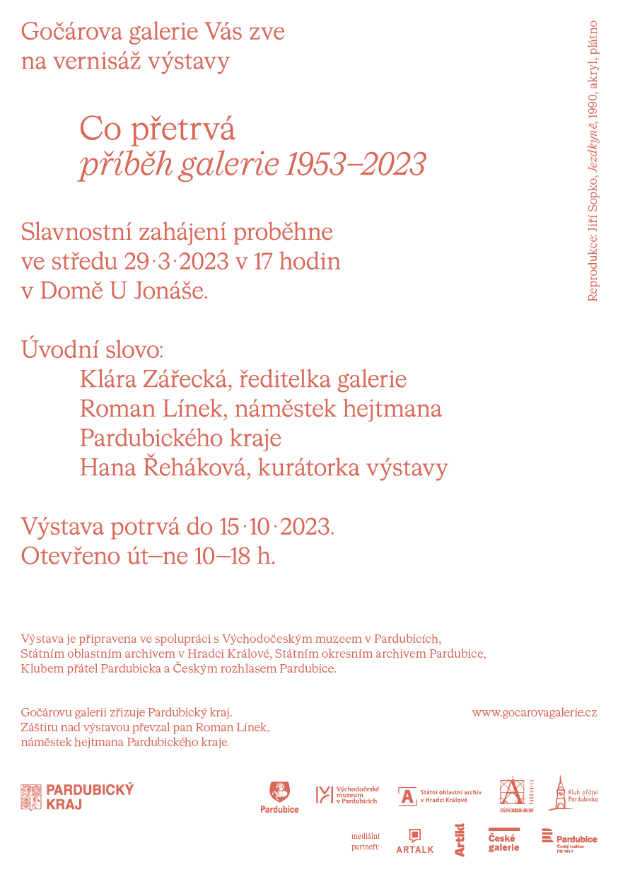 Gočárova galerie Vás zve
na vernisáž výstavy
Co přetrvá
příběh galerie 1953–2023
Slavnostní zahájení proběhne
ve středu 29·3·2023 v 17 hodin
v Domě U Jonáše.
Úvodní slovo:
Klára Zářecká, ředitelka galerie
Roman Línek, náměstek hejtmana
Pardubického kraje
Hana Řeháková, kurátorka výstavy
Výstava potrvá do 15·10·2023.
Otevřeno út–ne 10–18 h.
Reprodukce: Jiří Sopko, Jezdkyně, 1990, akryl, plátno
Výstava je připravena ve spolupráci s Východočeským muzeem v Pardubicích,
Státním oblastním archivem v Hradci Králové, Státním okresním archivem Pardubice,
Klubem přátel Pardubicka a Českým rozhlasem Pardubice.
Gočárovu galerii zřizuje Pardubický kraj.
Záštitu nad výstavou převzal pan Roman Línek,
náměstek hejtmana Pardubického kraje.
www.gocarovagalerie.cz
PARDUBICKÝ
KRAJ
Pardubice
Východočeské
muzeum
v Pardubicích
Státní oblastní archiv
v Hradci Králové
PARDUBICE
Klub přátel
Pardubicka
mediální
partneři:
ARTALK
Artikl
České
galerie
Pardubice
Český rozhlas